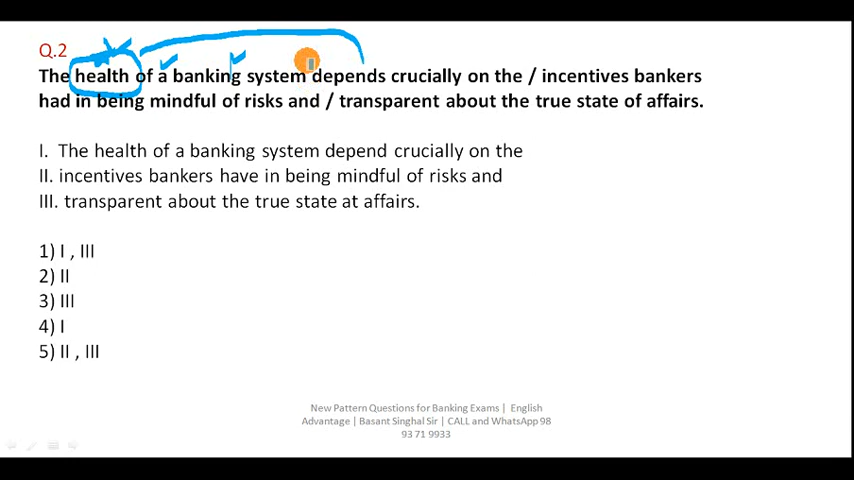 Q.2
The health of a banking system depends crucially on the / incentives bankers
had in being mindful of risks and / transparent about the true state of affairs.
I. The health of a banking system depend crucially on the
II. incentives bankers have in being mindful of risks and
III. transparent about the true state at affairs.
1) I , III
2) II
3) III
4) I
5) II , III
New Pattern Questions for Banking Exams | English
Advantage | Basant Singhal Sir | CALL and WhatsApp 98
93 71 9933